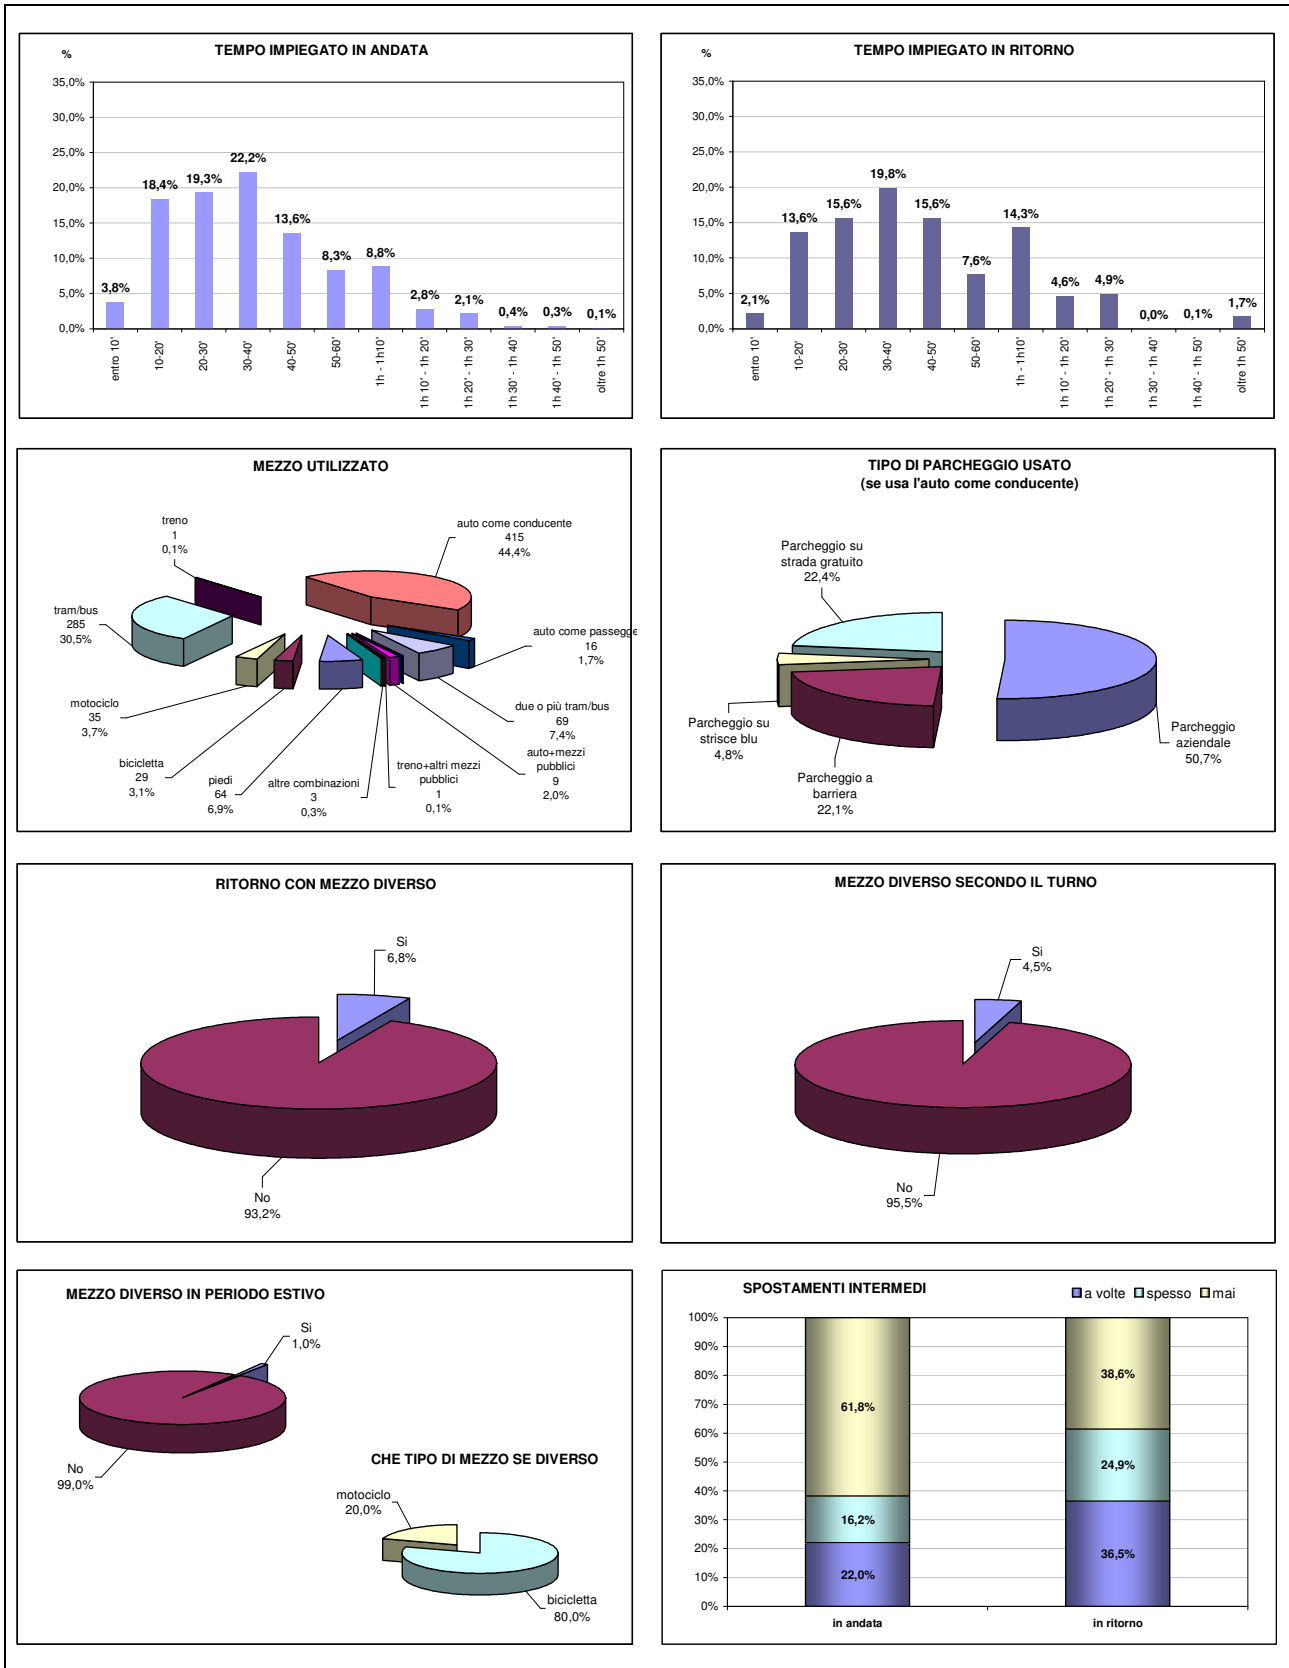 TEMPO IMPIEGATO IN ANDATA
%
35,0%
30,0%
25,0%
20,0%
15,0%
10,0%
5,0%
0,0%
3,8%
18,4%
19,3%
22,2%
13,6%
8,3%
8,8%
2,8%
2,1%
0,4%
0,3%
0,1%
entro 10'
10-20'
20-30'
30-40'
40-50'
50-60'
1h - 1h10'
1h 10' - 1h 20'
1h 20' - 1h 30'
1h 30' - 1h 40'
1h 40' - 1h 50'
oltre 1h 50'
TEMPO IMPIEGATO IN RITORNO
%
35,0%
30,0%
25,0%
20,0%
15,0%
10,0%
5,0%
0,0%
2,1%
13,6%
15,6%
19,8%
15,6%
7,6%
14,3%
4,6%
4,9%
0,0%
0,1%
1,7%
entro 10'
10-20'
20-30'
30-40'
40-50'
50-60'
1h - 1h10'
1h 10' - 1h 20'
1h 20' - 1h 30'
1h 30' - 1h 40'
1h 40' - 1h 50'
oltre 1h 50'
MEZZO UTILIZZATO
treno
1
0,1%
auto come conducente
415
44,4%
tram/bus
285
30,5%
auto come passegge
16
1,7%
motociclo
35
3,7%
due o più tram/bus
69
7,4%
bicicletta
29
3,1%
piedi
64
6,9%
altre combinazioni
3
0,3%
treno+altri mezzi
pubblici
1
0,1%
auto+mezzi
pubblici
9
2,0%
TIPO DI PARCHEGGIO USATO
(se usa l'auto come conducente)
Parcheggio su
strada gratuito
22,4%
Parcheggio su
strisce blu
4,8%
Parcheggio a
barriera
22,1%
Parcheggio
aziendale
50,7%
RITORNO CON MEZZO DIVERSO
Si
6,8%
No
93,2%
MEZZO DIVERSO SECONDO IL TURNO
Si
4,5%
No
95,5%
MEZZO DIVERSO IN PERIODO ESTIVO
Si
1,0%
No
99,0%
CHE TIPO DI MEZZO SE DIVERSO
motociclo
20,0%
bicicletta
80,0%
SPOSTAMENTI INTERMEDI
a volte spesso mai
100%
90%
80%
70%
60%
50%
40%
30%
20%
10%
0%
61,8%
16,2%
22,0%
38,6%
24,9%
36,5%
in andata
in ritorno